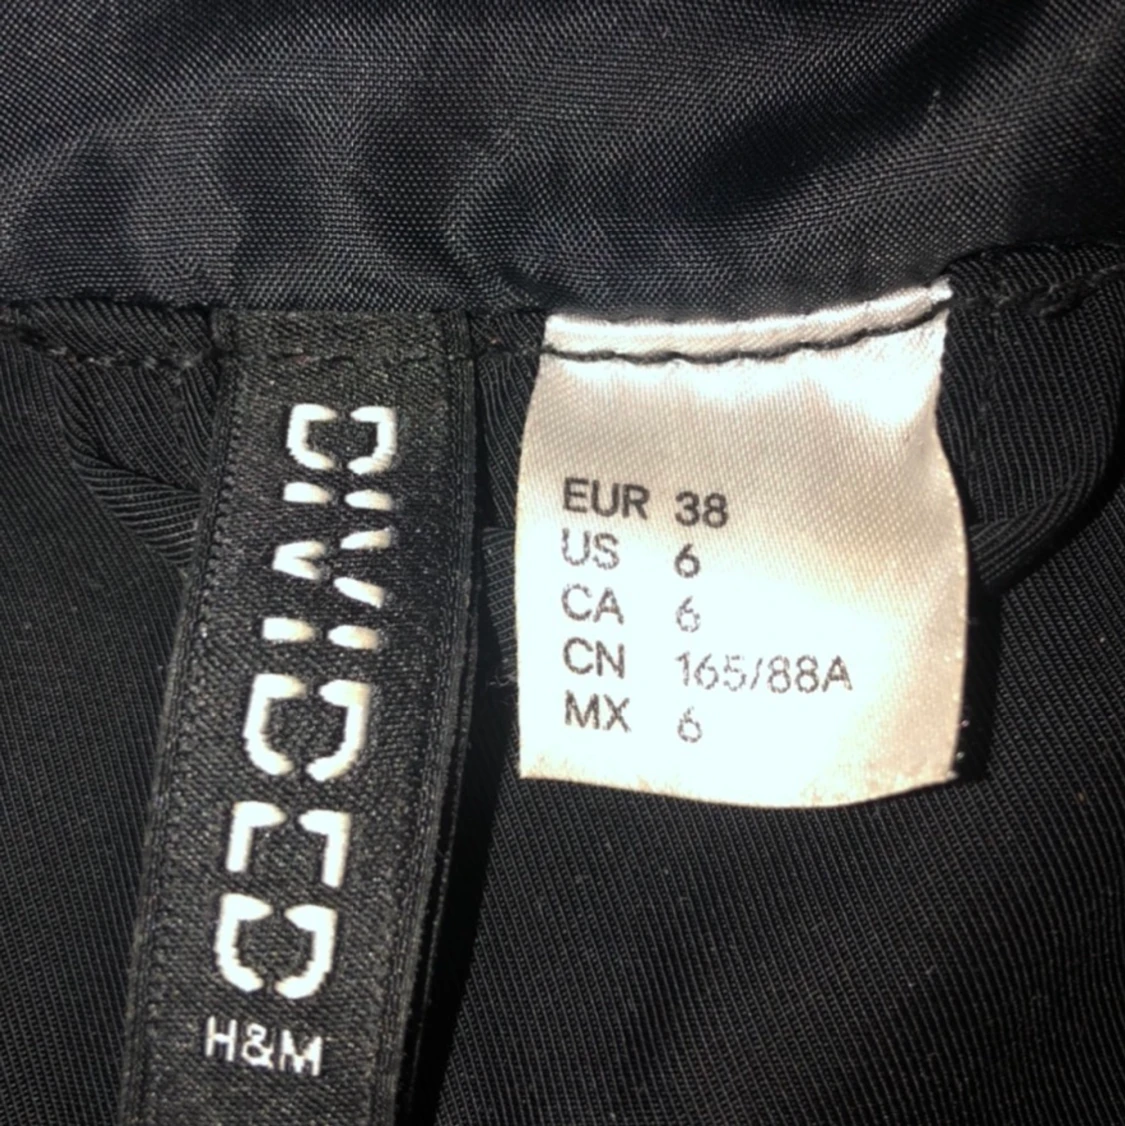 DIVIDED
H&M
EUR 38
US 6
CA 6
CN 165/88A
MX 6